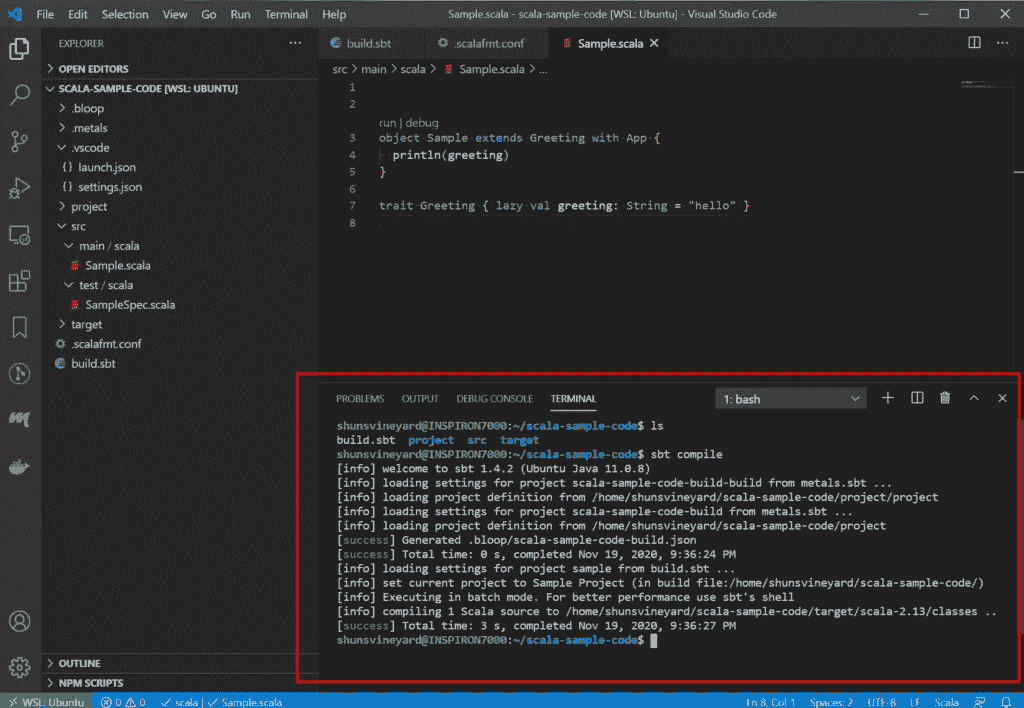 File Edit Selection View Go Run Terminal Help Sample.scala - scala-sample-code [WSL: Ubuntu] - Visual Studio Code
EXPLORER
OPEN EDITORS
SCALA-SAMPLE-CODE [WSL: UBUNTU]
.bloop
.metals
.vscode
{} launch.json
{} settings.json
project
src
main / scala
Sample.scala
test / scala
SampleSpec.scala
target
.scalafmt.conf
build.sbt
OUTLINE
NPM SCRIPTS
build.sbt .scalafmt.conf Sample.scala
src > main > scala > Sample.scala > ...
1
2
run | debug
3 object Sample extends Greeting with App {
4 println(greeting)
5 }
6
7 trait Greeting { lazy val greeting: String = "hello" }
8
PROBLEMS OUTPUT DEBUG CONSOLE TERMINAL 1: bash
shunsvineyard@INSPIRON7000:~/scala-sample-code$ ls
build.sbt project src target
shunsvineyard@INSPIRON7000:~/scala-sample-code$ sbt compile
[info] welcome to sbt 1.4.2 (Ubuntu Java 11.0.8)
[info] loading settings for project scala-sample-code-build-build from metals.sbt ...
[info] loading project definition from /home/shunsvineyard/scala-sample-code/project/project
[info] loading settings for project scala-sample-code-build from metals.sbt ...
[info] loading project definition from /home/shunsvineyard/scala-sample-code/project
[success] Generated .bloop/scala-sample-code-build.json
[success] Total time: 0 s, completed Nov 19, 2020, 9:36:24 PM
[info] loading settings for project sample from build.sbt ...
[info] set current project to Sample Project (in build file:/home/shunsvineyard/scala-sample-code/)
[info] Executing in batch mode. For better performance use sbt's shell
[info] compiling 1 Scala source to /home/shunsvineyard/scala-sample-code/target/scala-2.13/classes ..
[success] Total time: 3 s, completed Nov 19, 2020, 9:36:27 PM
shunsvineyard@INSPIRON7000:~/scala-sample-code$
WSL: Ubuntu 0 0 scala | Sample.scala Ln 8, Col 1 Spaces: 2 UTF-8 LF Scala